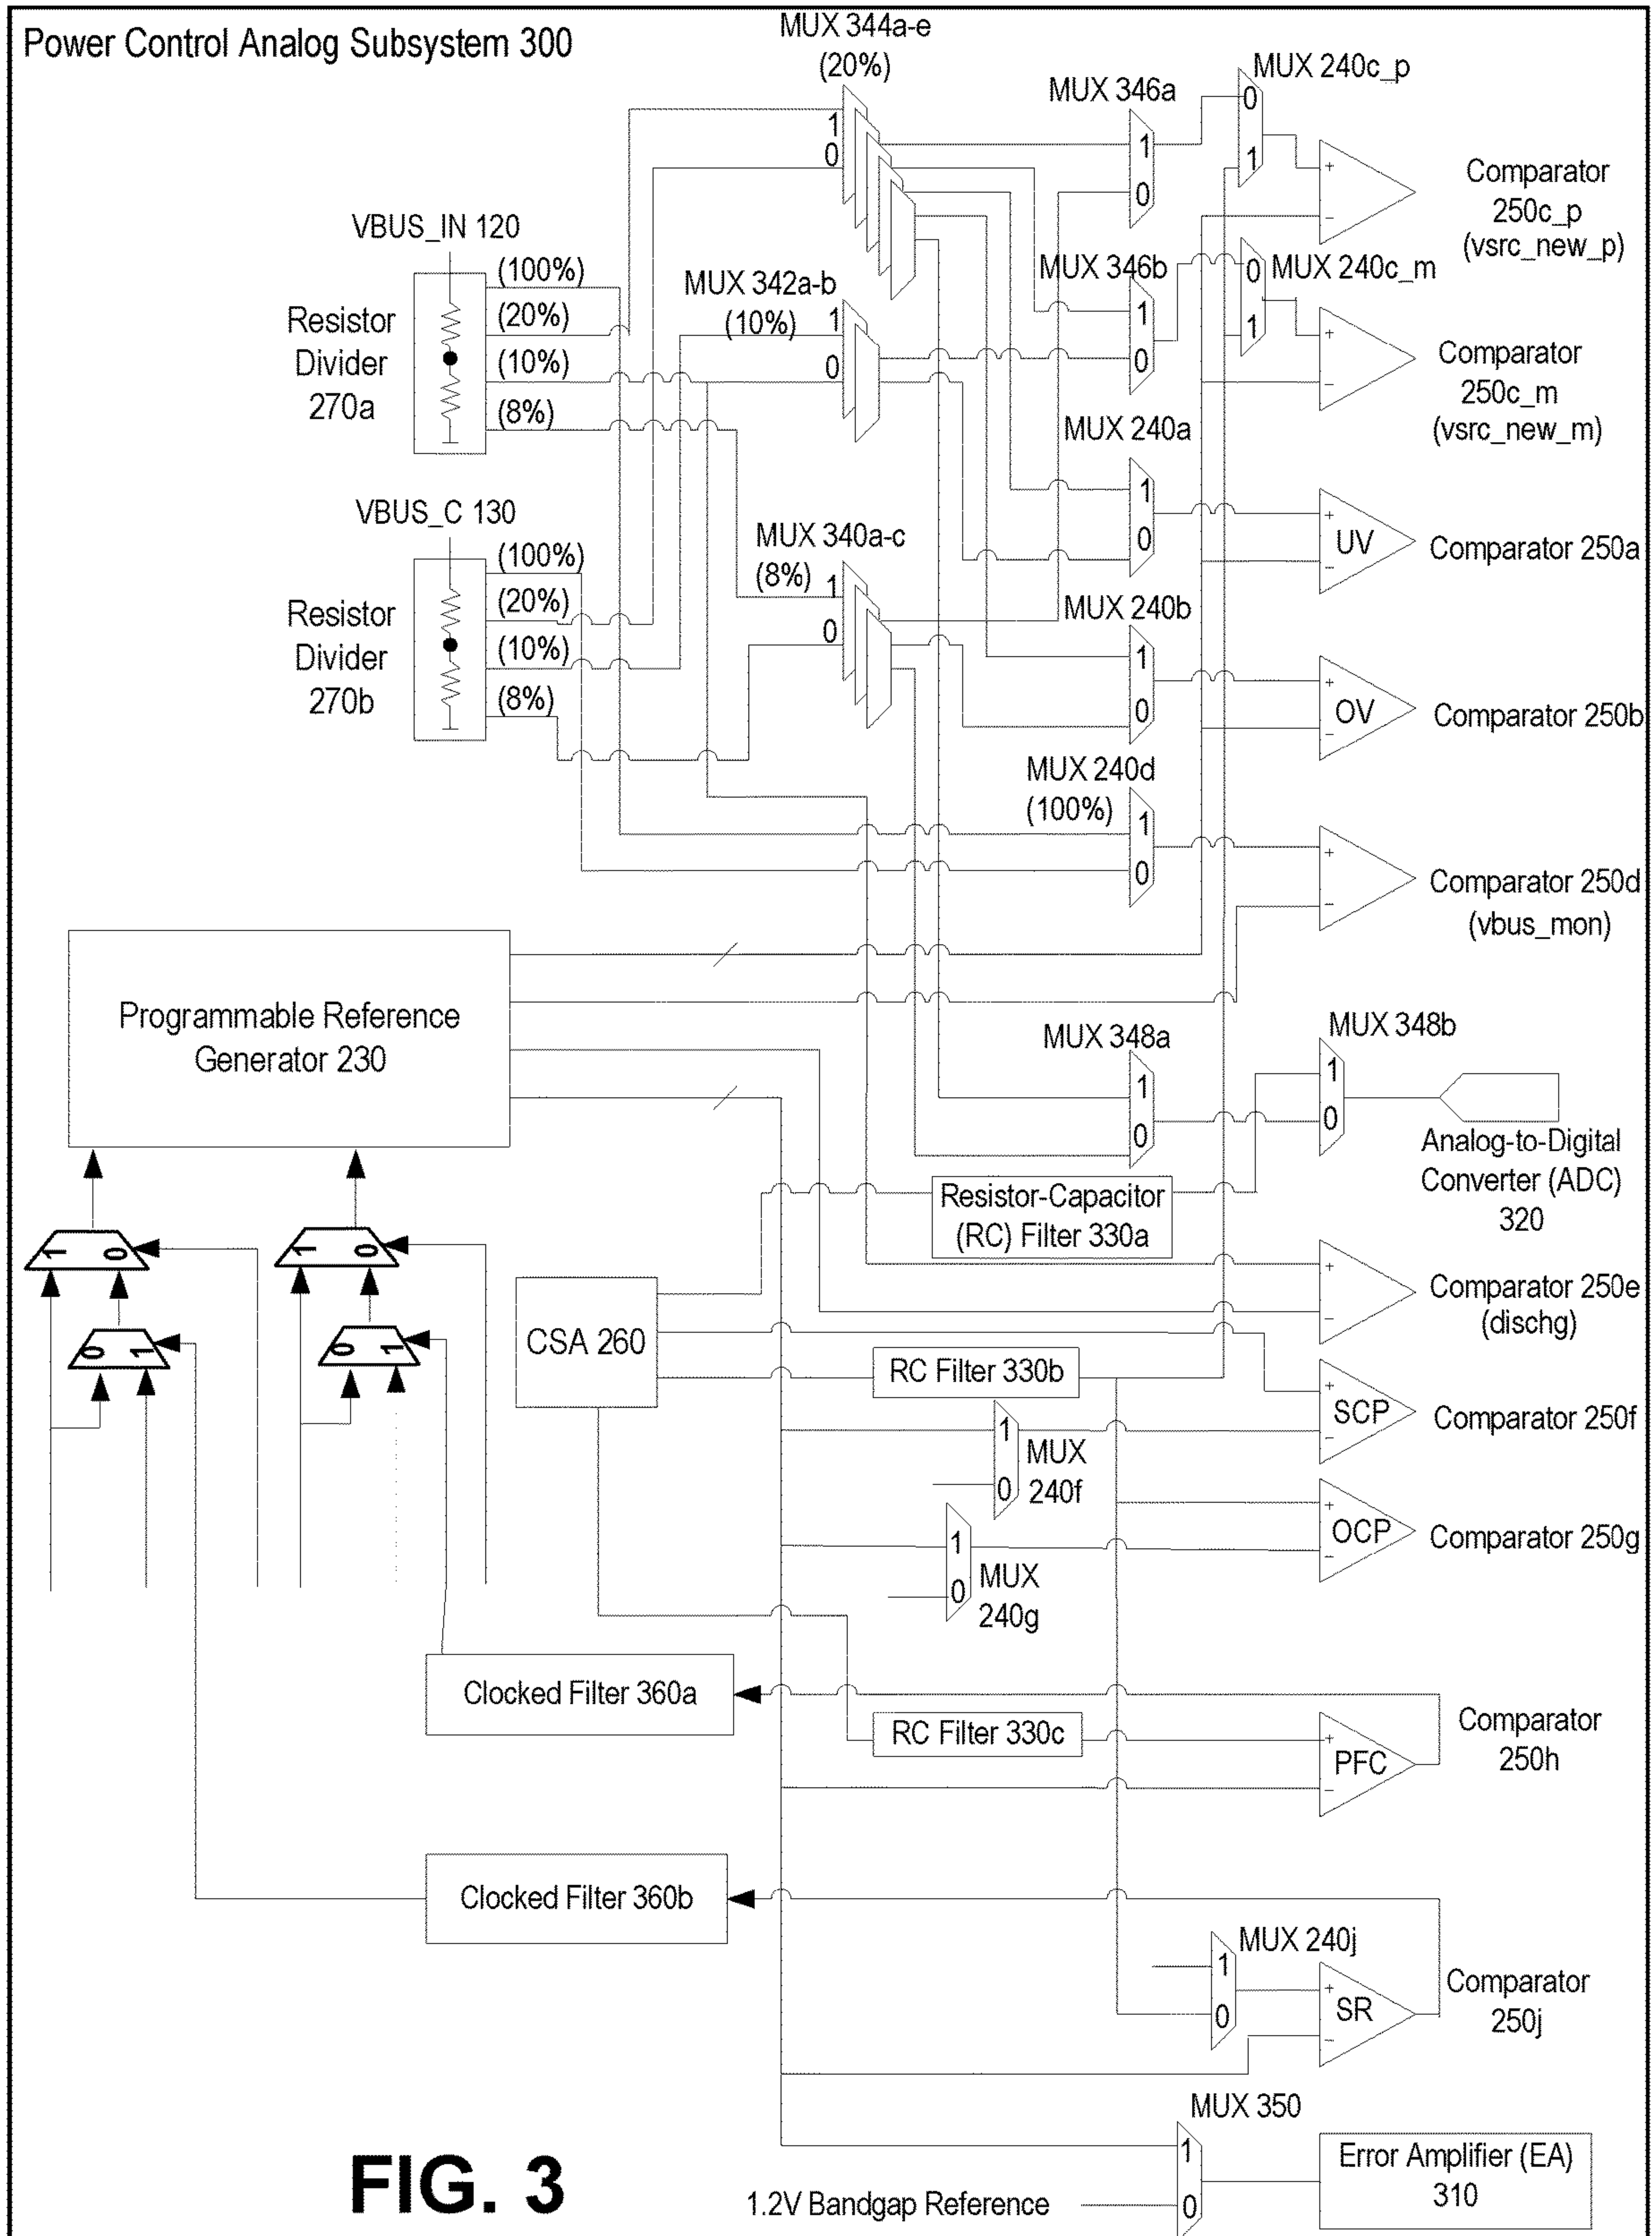 Power Control Analog Subsystem 300
MUX 344a-e
(20%)
1
0
MUX 346a
1
0
MUX 240c_p
0
1
+
−
Comparator
250c_p
(vsrc_new_p)
VBUS_IN 120
(100%)
(20%)
(10%)
(8%)
Resistor
Divider
270a
MUX 342a-b
(10%)
1
0
MUX 346b
1
0
MUX 240c_m
0
1
+
−
Comparator
250c_m
(vsrc_new_m)
MUX 240a
1
0
+
−
UV
Comparator 250a
VBUS_C 130
(100%)
(20%)
(10%)
(8%)
Resistor
Divider
270b
MUX 340a-c
(8%)
1
0
MUX 240b
1
0
+
−
OV
Comparator 250b
MUX 240d
(100%)
1
0
+
−
Comparator 250d
(vbus_mon)
Programmable Reference
Generator 230
MUX 348a
1
0
MUX 348b
1
0
Analog-to-Digital
Converter (ADC)
320
Resistor-Capacitor
(RC) Filter 330a
1
0
1
0
0
1
0
1
CSA 260
+
−
Comparator 250e
(dischg)
RC Filter 330b
1
0
MUX
240f
+
−
SCP
Comparator 250f
1
0
MUX
240g
+
−
OCP
Comparator 250g
Clocked Filter 360a
RC Filter 330c
+
−
PFC
Comparator
250h
Clocked Filter 360b
MUX 240j
1
0
+
−
SR
Comparator
250j
MUX 350
1
0
1.2V Bandgap Reference
Error Amplifier (EA)
310
FIG. 3